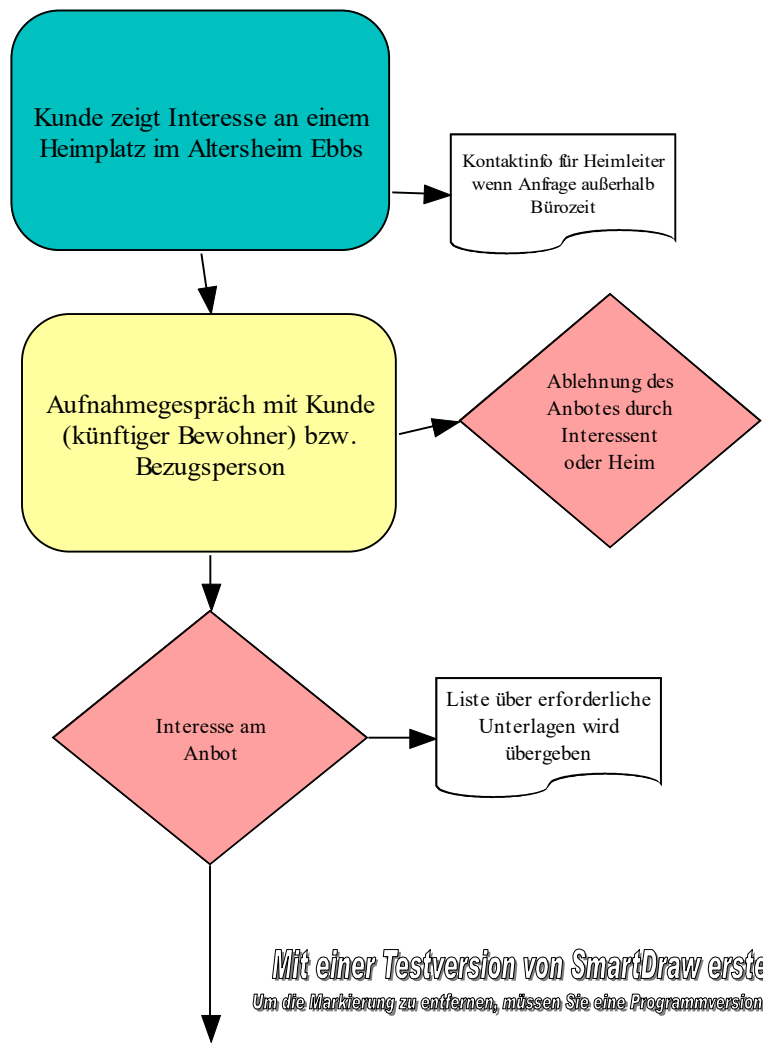 Kunde zeigt Interesse an einem
Heimplatz im Altersheim Ebbs
Kontaktinfo für Heimleiter
wenn Anfrage außerhalb
Bürozeit
Aufnahmegespräch mit Kunde
(künftiger Bewohner) bzw.
Bezugsperson
Ablehnung des
Anbotes durch
Interessent
oder Heim
Interesse am
Anbot
Liste über erforderliche
Unterlagen wird
übergeben
Mit einer Testversion von SmartDraw erste
Um die Markierung zu entfernen, müssen Sie eine Programmversion